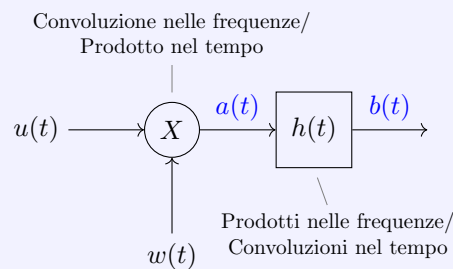 Convoluzione nelle frequenze/
Prodotto nel tempo
a(t)
b(t)
u(t)
X
h(t)
Prodotti nelle frequenze/
Convoluzioni nel tempo
w(t)